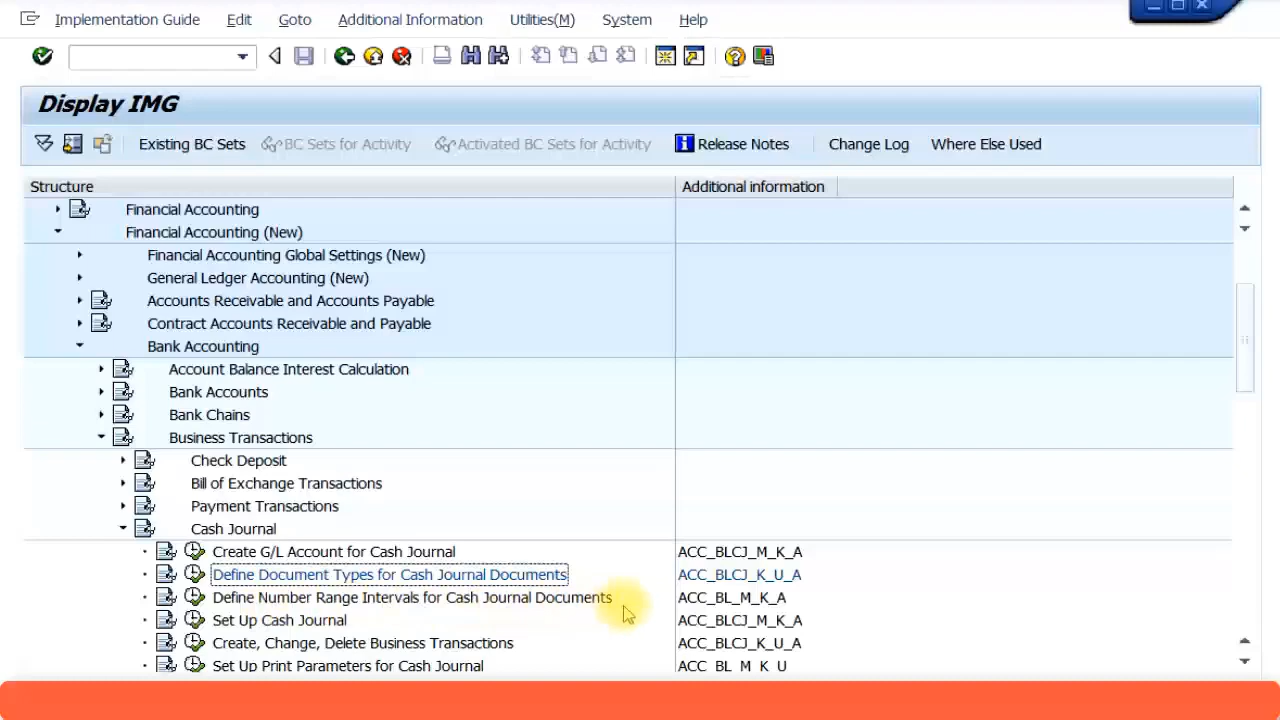 Implementation Guide Edit Goto Additional Information Utilities(M) System Help
Display IMG
Existing BC Sets BC Sets for Activity Activated BC Sets for Activity Release Notes Change Log Where Else Used
Structure Additional information
Financial Accounting
Financial Accounting (New)
Financial Accounting Global Settings (New)
General Ledger Accounting (New)
Accounts Receivable and Accounts Payable
Contract Accounts Receivable and Payable
Bank Accounting
Account Balance Interest Calculation
Bank Accounts
Bank Chains
Business Transactions
Check Deposit
Bill of Exchange Transactions
Payment Transactions
Cash Journal
Create G/L Account for Cash Journal ACC_BLCJ_M_K_A
Define Document Types for Cash Journal Documents ACC_BLCJ_K_U_A
Define Number Range Intervals for Cash Journal Documents ACC_BL_M_K_A
Set Up Cash Journal ACC_BLCJ_M_K_A
Create, Change, Delete Business Transactions ACC_BLCJ_K_U_A
Set Up Print Parameters for Cash Journal ACC_BL_M_K_U